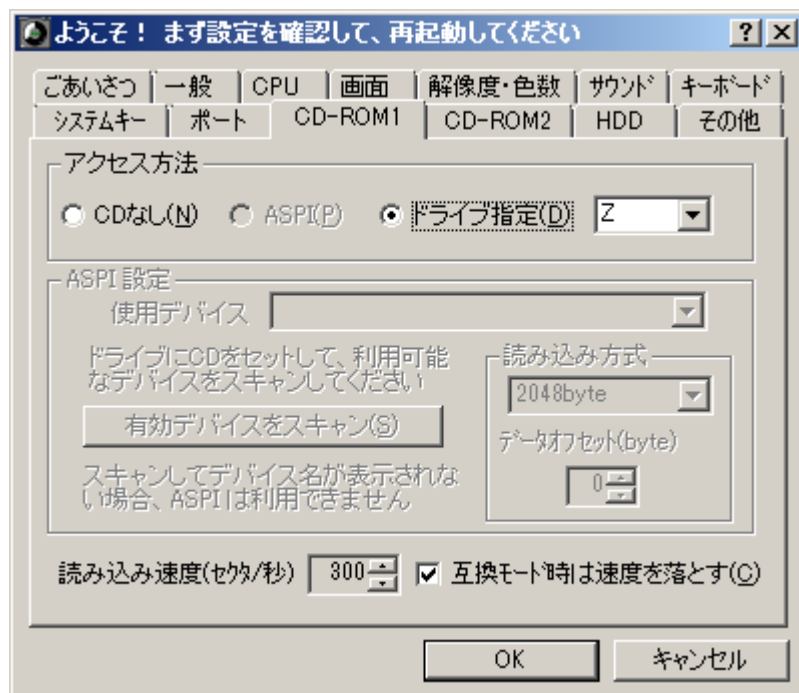 ようこそ！ まず設定を確認して、再起動してください
ごあいさつ 一般 CPU 画面 解像度・色数 ｻｳﾝﾄﾞ ｷｰﾎﾞｰﾄﾞ
ｼｽﾃﾑｷｰ ポート CD-ROM1 CD-ROM2 HDD その他
アクセス方法
CDなし(N) ASPI(P) ドライブ指定(D) Z
ASPI 設定
使用デバイス
ドライブにCDをセットして、利用可能
なデバイスをスキャンしてください
有効デバイスをスキャン(S)
スキャンしてデバイス名が表示されな
い場合、ASPIは利用できません
読み込み方式
2048byte
ﾃﾞｰﾀｵﾌｾｯﾄ(byte)
0
読み込み速度(ｾｸﾀ/秒) 300 互換ﾓｰﾄﾞ時は速度を落とす(C)
OK キャンセル